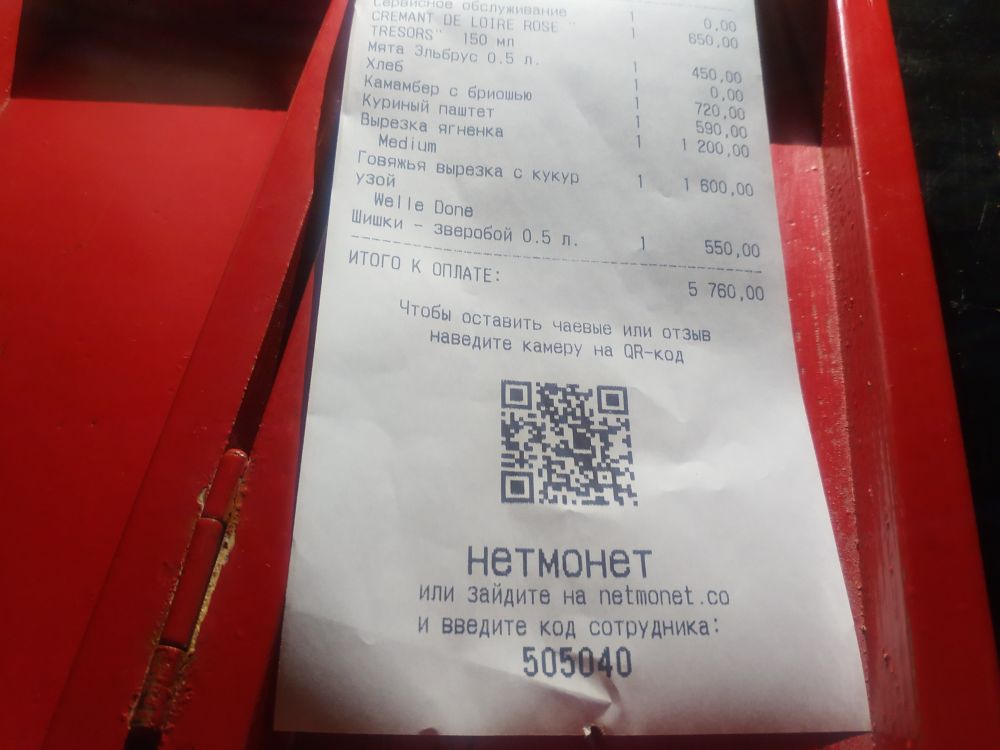 Сервисное обслуживание 1 0,00
CREMANT DE LOIRE ROSE " 1 650,00
TRESORS" 150 мл
Мята Эльбрус 0.5 л. 1 450,00
Хлеб 1 0,00
Камамбер с бриошью 1 720,00
Куриный паштет 1 590,00
Вырезка ягненка 1 1 200,00
Medium
Говяжья вырезка с кукур 1 1 600,00
узой
Welle Done
Шишки - зверобой 0.5 л. 1 550,00
ИТОГО К ОПЛАТЕ: 5 760,00
Чтобы оставить чаевые или отзыв
наведите камеру на QR-код
нетмонет
или зайдите на netmonet.co
и введите код сотрудника:
505040